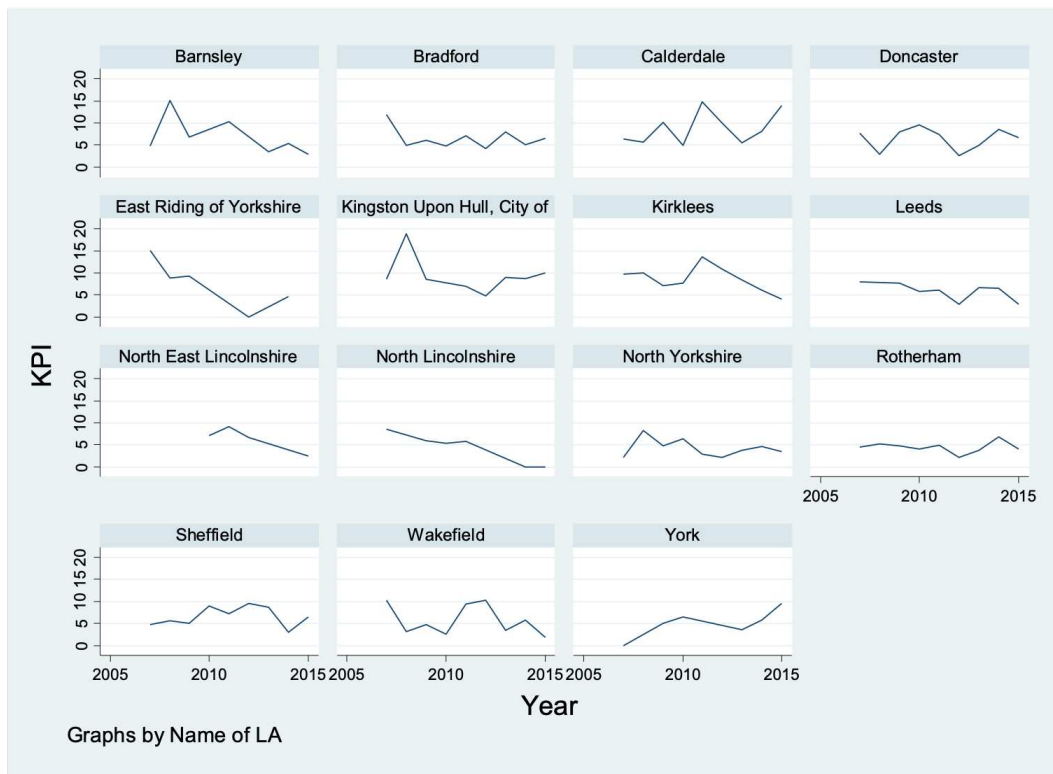 Barnsley
Bradford
Calderdale
Doncaster
0 5 10 15 20
East Riding of Yorkshire
Kingston Upon Hull, City of
Kirklees
Leeds
0 5 10 15 20
North East Lincolnshire
North Lincolnshire
North Yorkshire
Rotherham
0 5 10 15 20
2005 2010 2015
Sheffield
Wakefield
York
0 5 10 15 20
2005 2010 2015
2005 2010 2015
2005 2010 2015
KPI
Year
Graphs by Name of LA